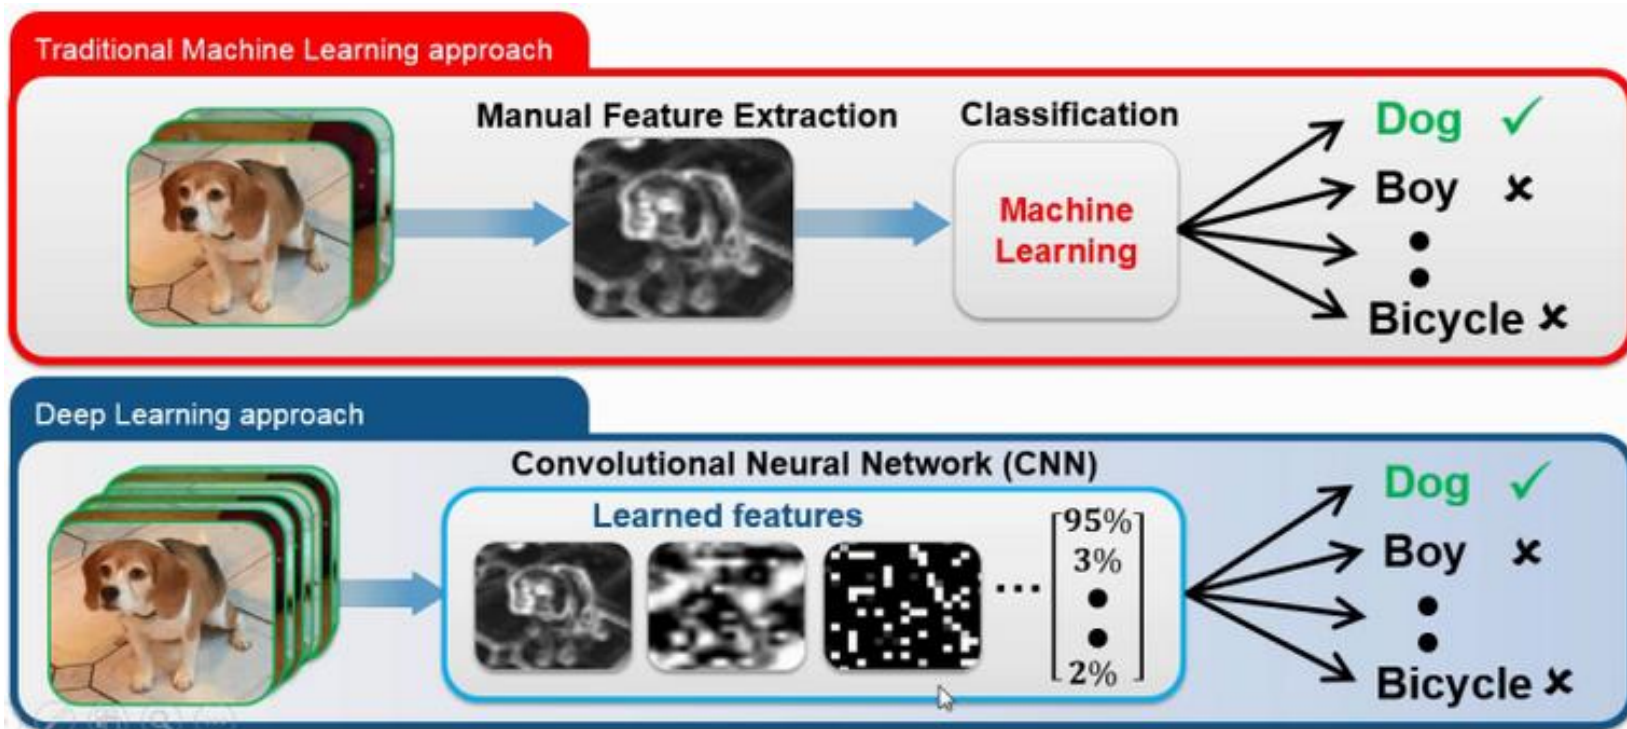 Traditional Machine Learning approach
Manual Feature Extraction
Classification
Machine
Learning
Dog ✓
Boy ✘
Bicycle ✘
Deep Learning approach
Convolutional Neural Network (CNN)
Learned features
95%
3%
2%
...
Dog ✓
Boy ✘
Bicycle ✘